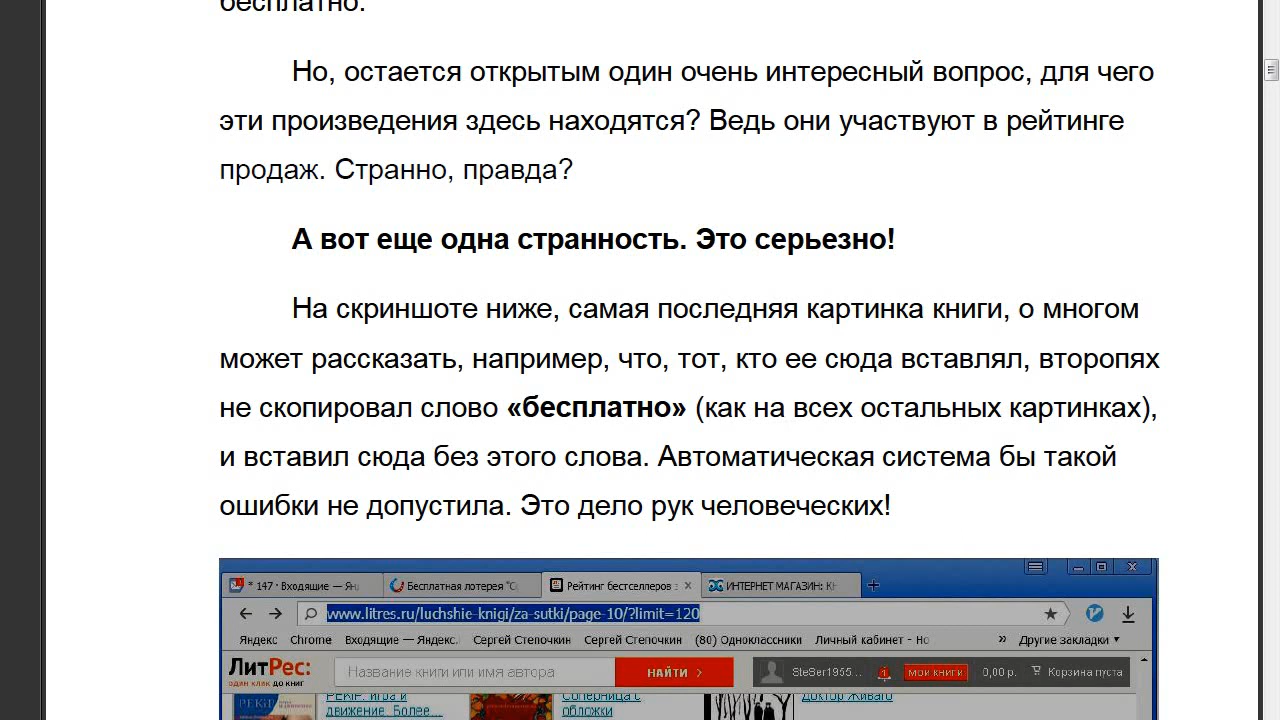 бесплатно.
Но, остается открытым один очень интересный вопрос, для чего
эти произведения здесь находятся? Ведь они участвуют в рейтинге
продаж. Странно, правда?
А вот еще одна странность. Это серьезно!
На скриншоте ниже, самая последняя картинка книги, о многом
может рассказать, например, что, тот, кто ее сюда вставлял, второпях
не скопировал слово «бесплатно» (как на всех остальных картинках),
и вставил сюда без этого слова. Автоматическая система бы такой
ошибки не допустила. Это дело рук человеческих!
* 147 · Входящие — Янд Бесплатная лотерея "Со Рейтинг бестселлеров з ИНТЕРНЕТ МАГАЗИН: КН
www.litres.ru/luchshie-knigi/za-sutki/page-10/?limit=120
Яндекс Chrome Входящие — Яндекс. Сергей Степочкин Сергей Степочкин (80) Одноклассники Личный кабинет - Но » Другие закладки
ЛитРес: Название книги или имя автора НАЙТИ SteSer1955... 1 МОИ КНИГИ 0,00 р. Корзина пуста
один клик до книг
РЕКiР: игра и Соперница с Доктор Живаго
движение. Более ... обложки
РЕКiР